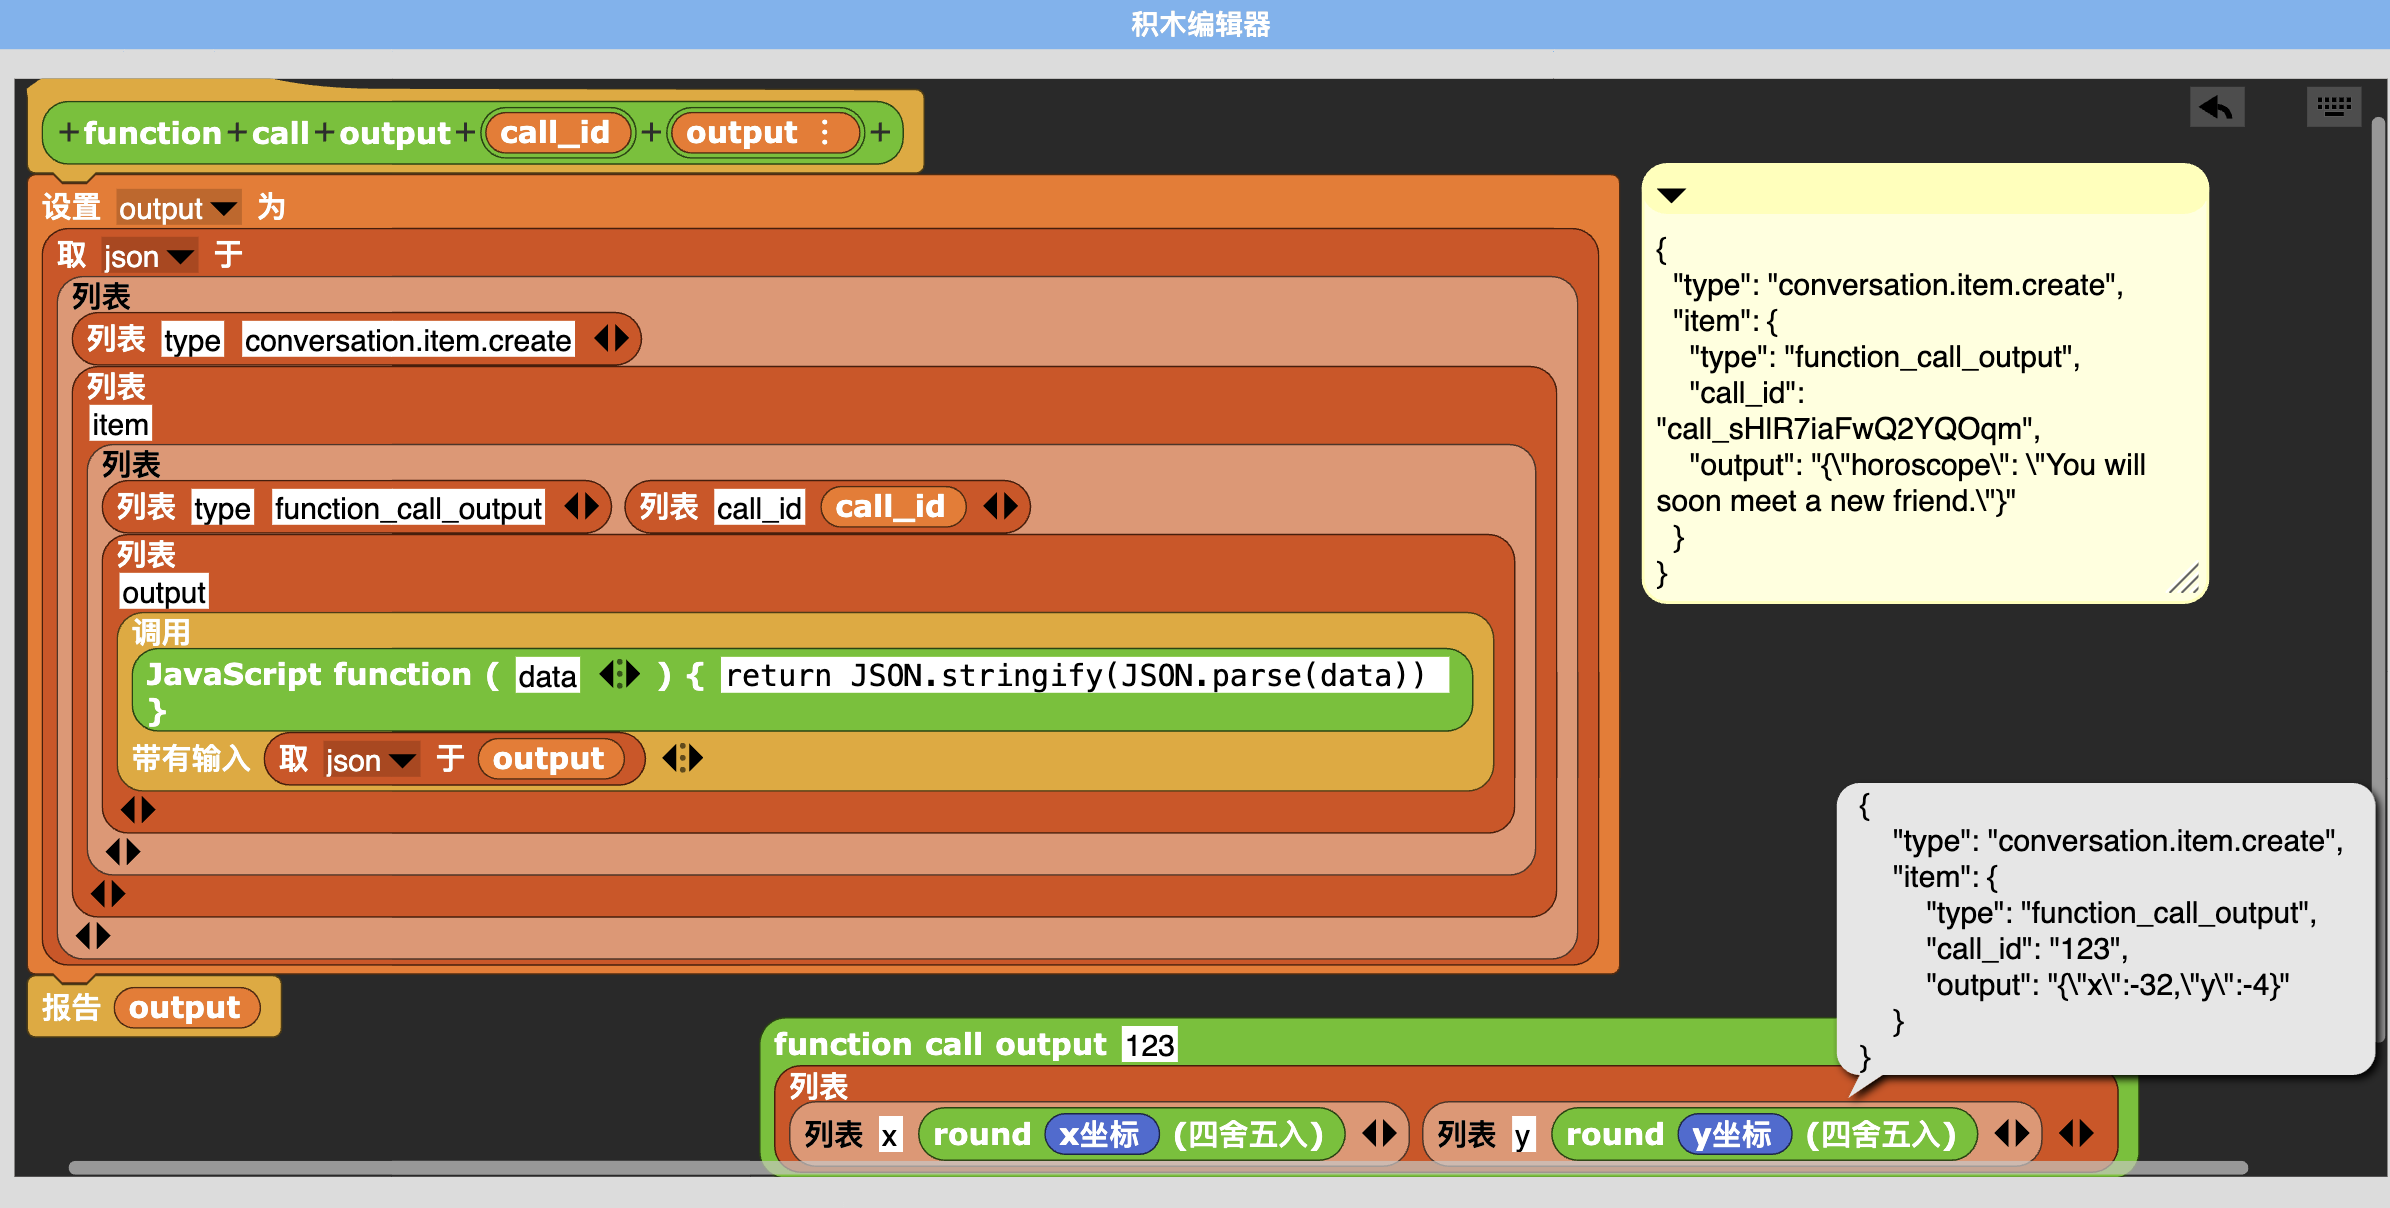 积木编辑器
+function+call+output+ call_id + output ⋮ +
设置 output 为
取 json 于
列表
列表 type conversation.item.create
列表
item
列表
列表 type function_call_output 列表 call_id call_id
列表
output
调用
JavaScript function ( data ) { return JSON.stringify(JSON.parse(data))
}
带有输入 取 json 于 output
报告 output
{
"type": "conversation.item.create",
"item": {
"type": "function_call_output",
"call_id":
"call_sHlR7iaFwQ2YQOqm",
"output": "{\"horoscope\": \"You will
soon meet a new friend.\"}"
}
}
{
"type": "conversation.item.create",
"item": {
"type": "function_call_output",
"call_id": "123",
"output": "{\"x\":-32,\"y\":-4}"
}
}
function call output 123
列表
列表 x round x坐标 (四舍五入) 列表 y round y坐标 (四舍五入)